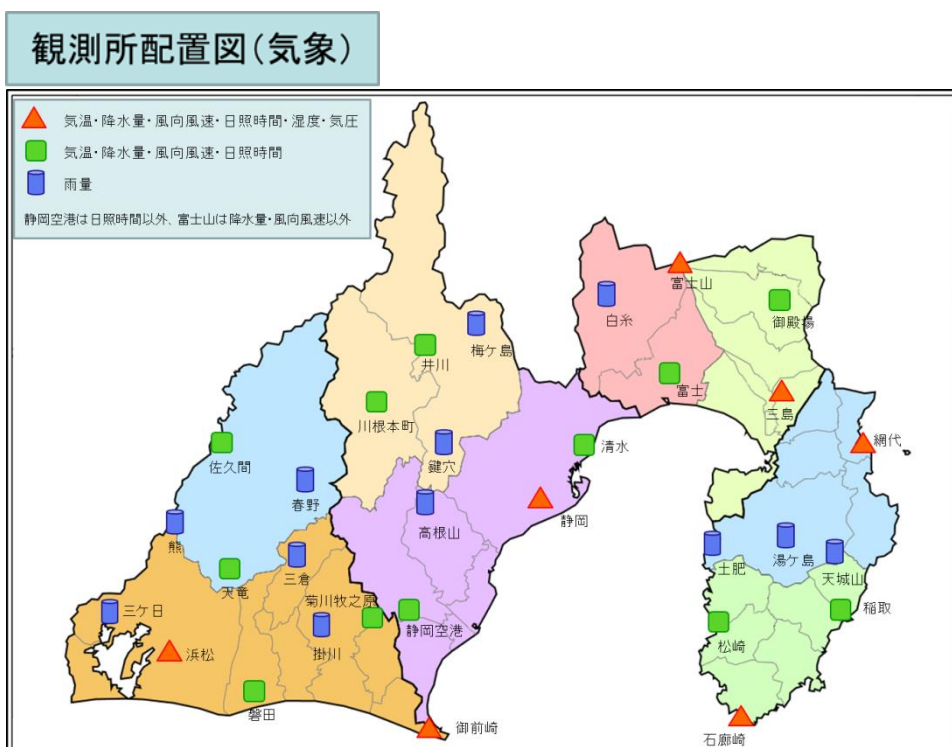 観測所配置図(気象)
気温・降水量・風向風速・日照時間・湿度・気圧
気温・降水量・風向風速・日照時間
雨量
静岡空港は日照時間以外、富士山は降水量・風向風速以外
富士山
白糸
御殿場
梅ケ島
井川
富士
三島
川根本町
鍵穴
清水
網代
佐久間
春野
高根山
静岡
熊
三倉
土肥
湯ケ島
天城山
天竜
菊川牧之原
三ケ日
静岡空港
稲取
浜松
掛川
松崎
磐田
御前崎
石廊崎